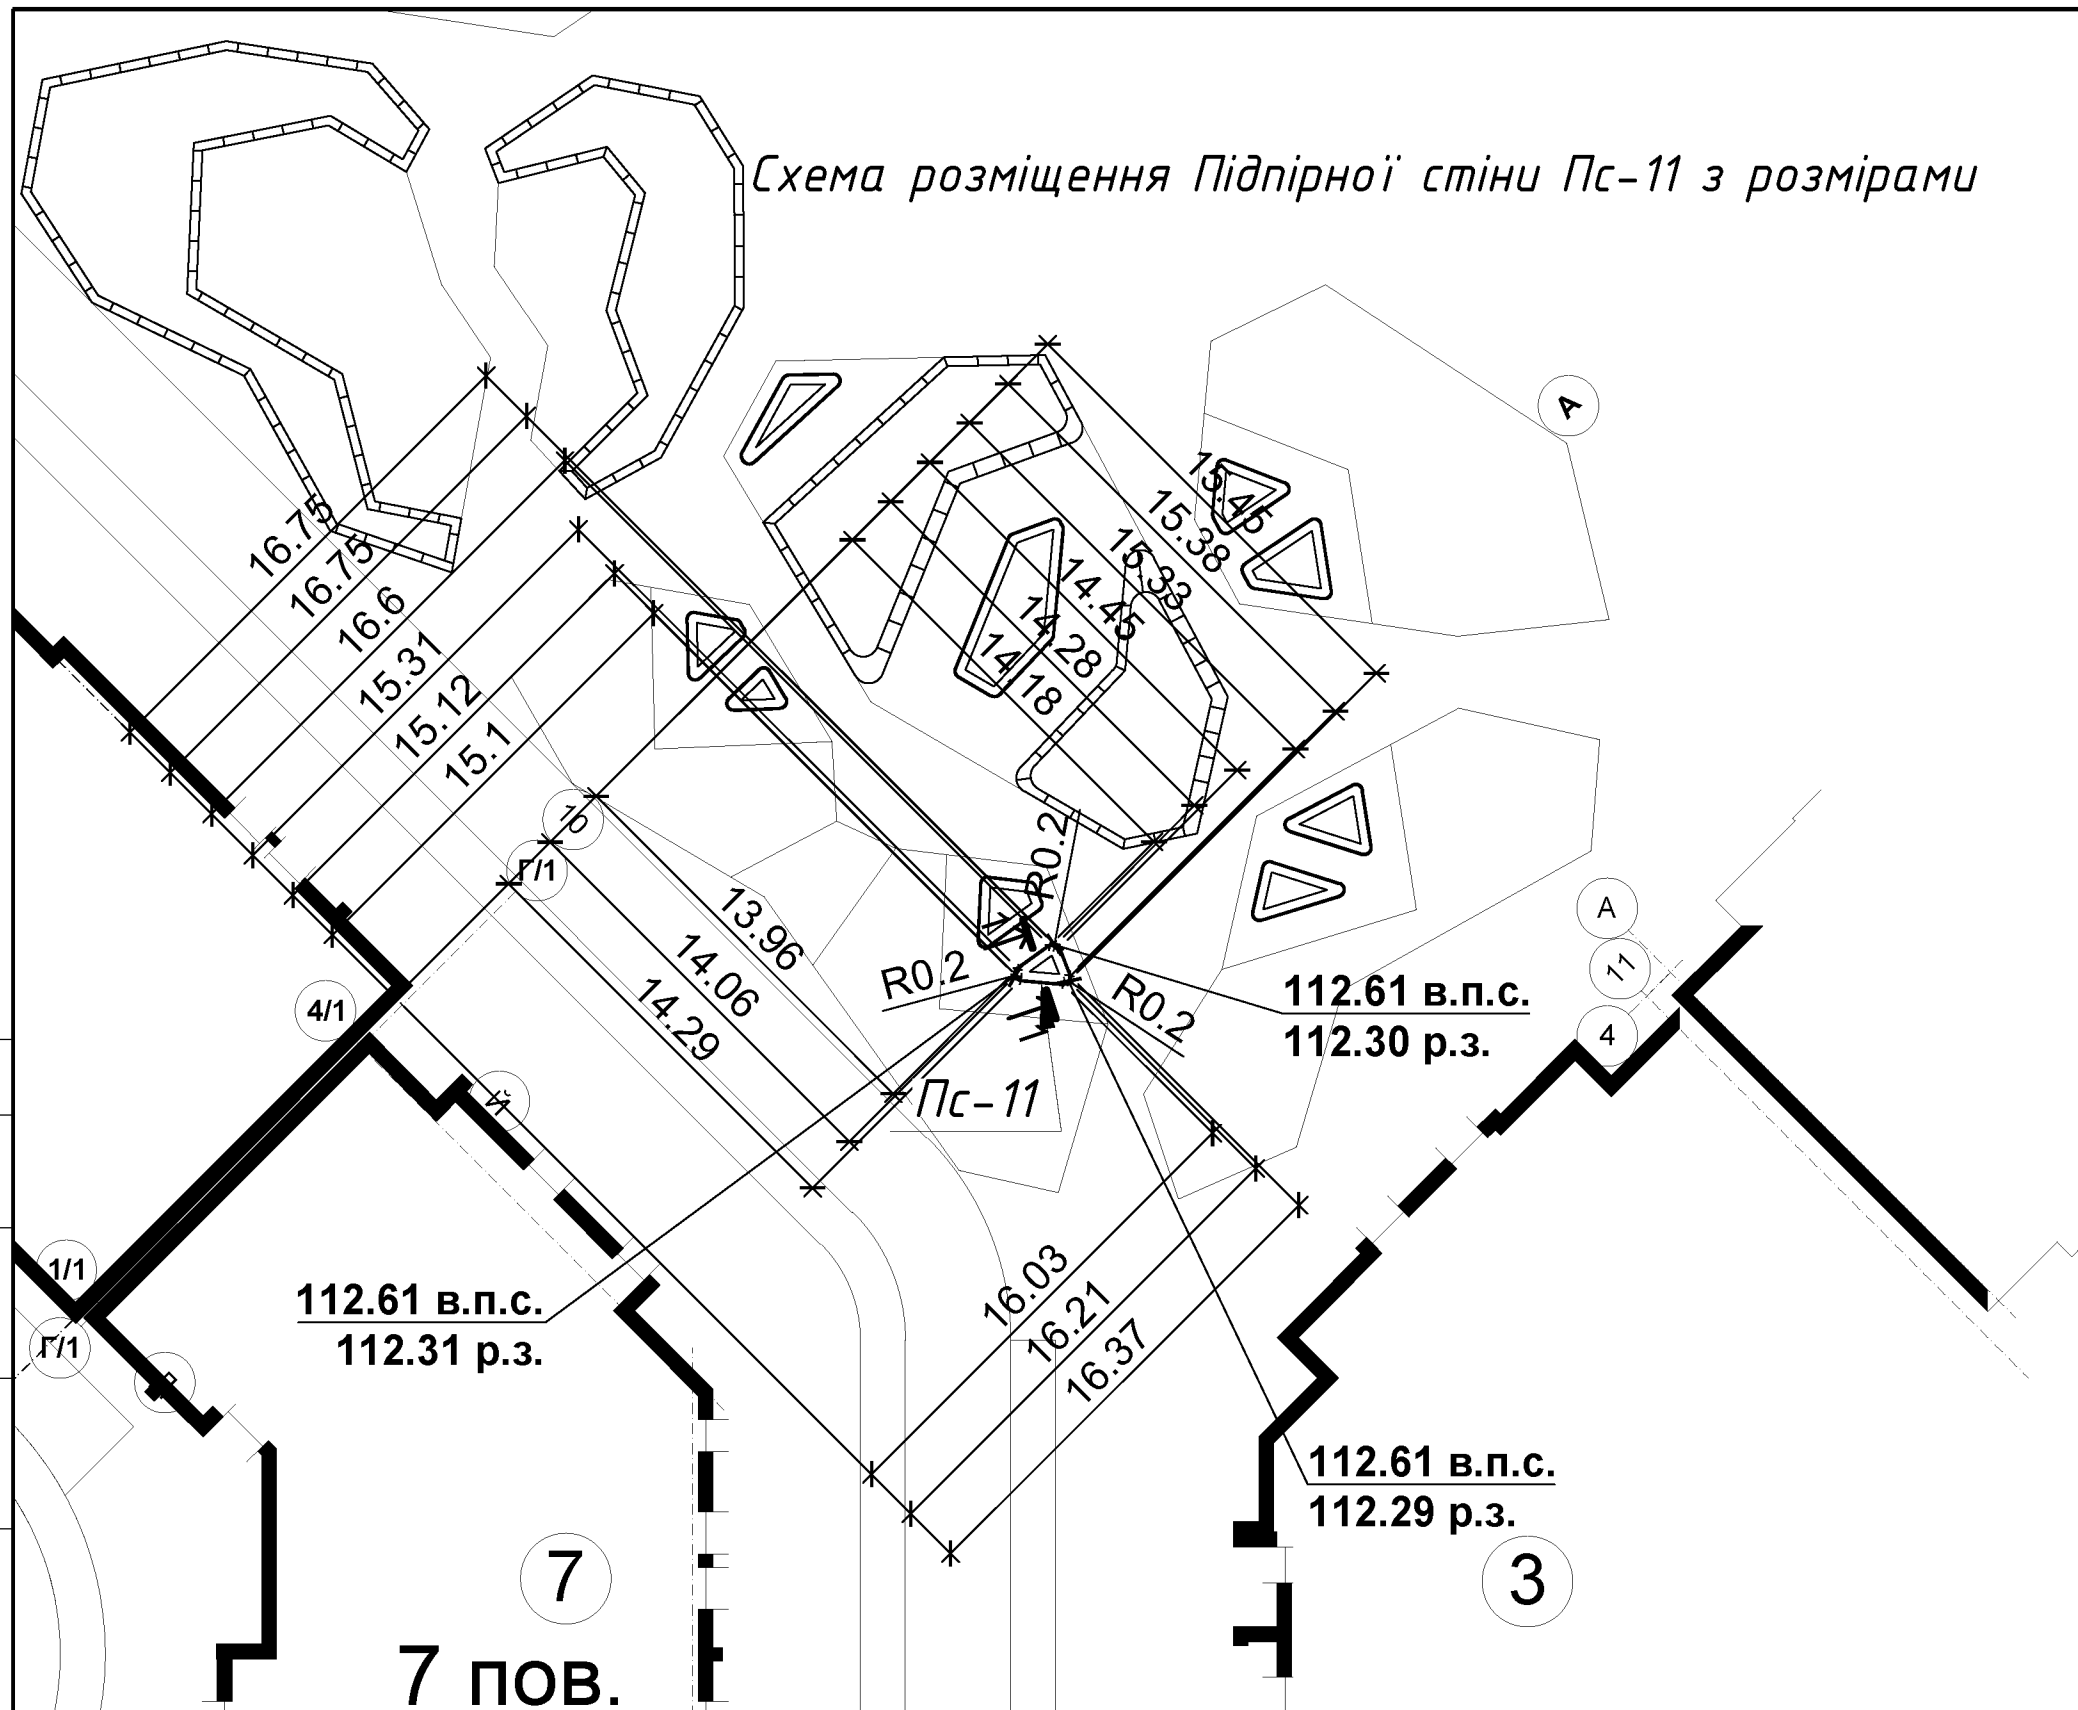 Схема розміщення Підпірної стіни Пс-11 з розмірами
А
16.75
16.75
16.6
15.31
15.12
15.1
15.45
15.38
15.33
14.45
14.28
14.18
10
Г/1
13.96
14.06
14.29
R0.2
R0.2
R0.2
112.61 в.п.с.
112.30 р.з.
А
11
4
4/1
Й
Пс-11
16.03
16.21
16.37
1/1
Г/1
112.61 в.п.с.
112.31 р.з.
112.61 в.п.с.
112.29 р.з.
7
3
7 пов.